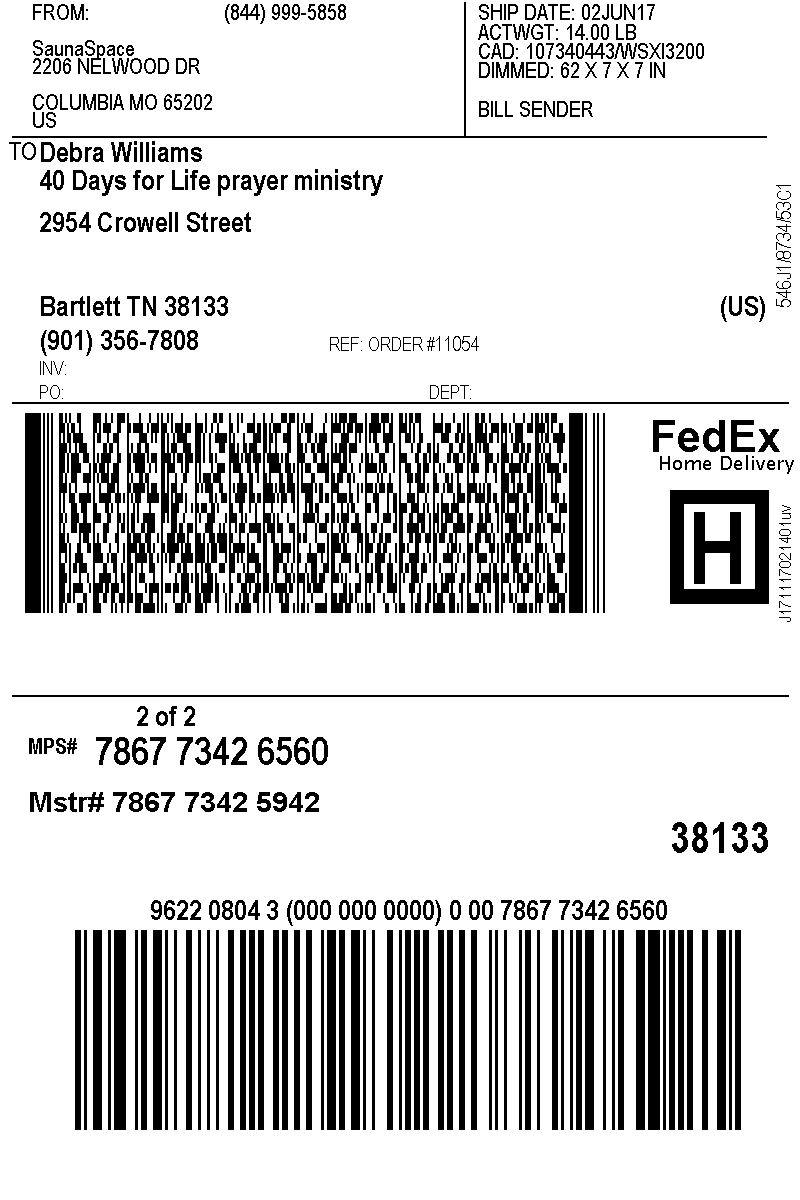 FROM: (844) 999-5858
SaunaSpace
2206 NELWOOD DR
COLUMBIA MO 65202
US
SHIP DATE: 02JUN17
ACTWGT: 14.00 LB
CAD: 107340443/WSXI3200
DIMMED: 62 X 7 X 7 IN
BILL SENDER
TO Debra Williams
40 Days for Life prayer ministry
2954 Crowell Street
Bartlett TN 38133 (US)
(901) 356-7808 REF: ORDER #11054
INV:
PO: DEPT:
546J1/8734/53C1
FedEx
Home Delivery
H
J171117021401uv
2 of 2
MPS# 7867 7342 6560
Mstr# 7867 7342 5942
38133
9622 0804 3 (000 000 0000) 0 00 7867 7342 6560